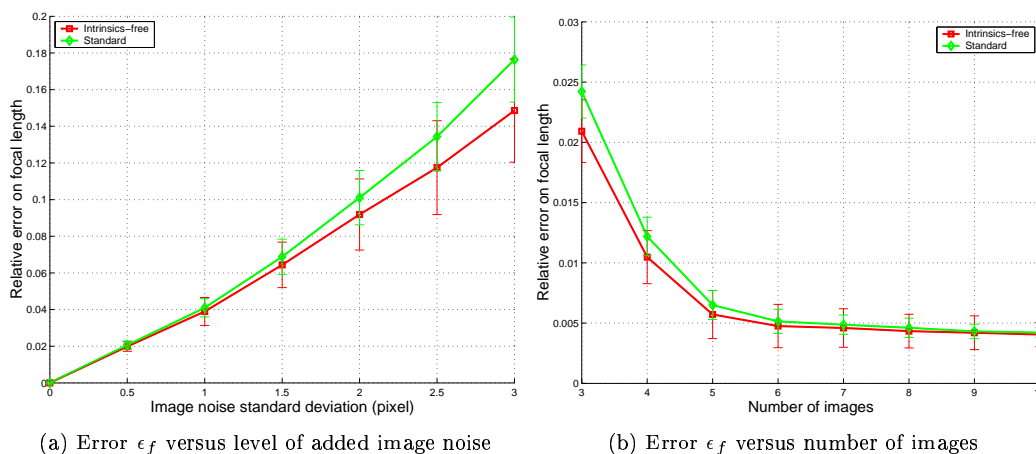 Intrinsics-free
Standard
Relative error on focal length
0.2
0.18
0.16
0.14
0.12
0.1
0.08
0.06
0.04
0.02
0
0 0.5 1 1.5 2 2.5 3
Image noise standard deviation (pixel)
(a) Error ϵf versus level of added image noise
Intrinsics-free
Standard
Relative error on focal length
0.03
0.025
0.02
0.015
0.01
0.005
0
3 4 5 6 7 8 9
Number of images
(b) Error ϵf versus number of images